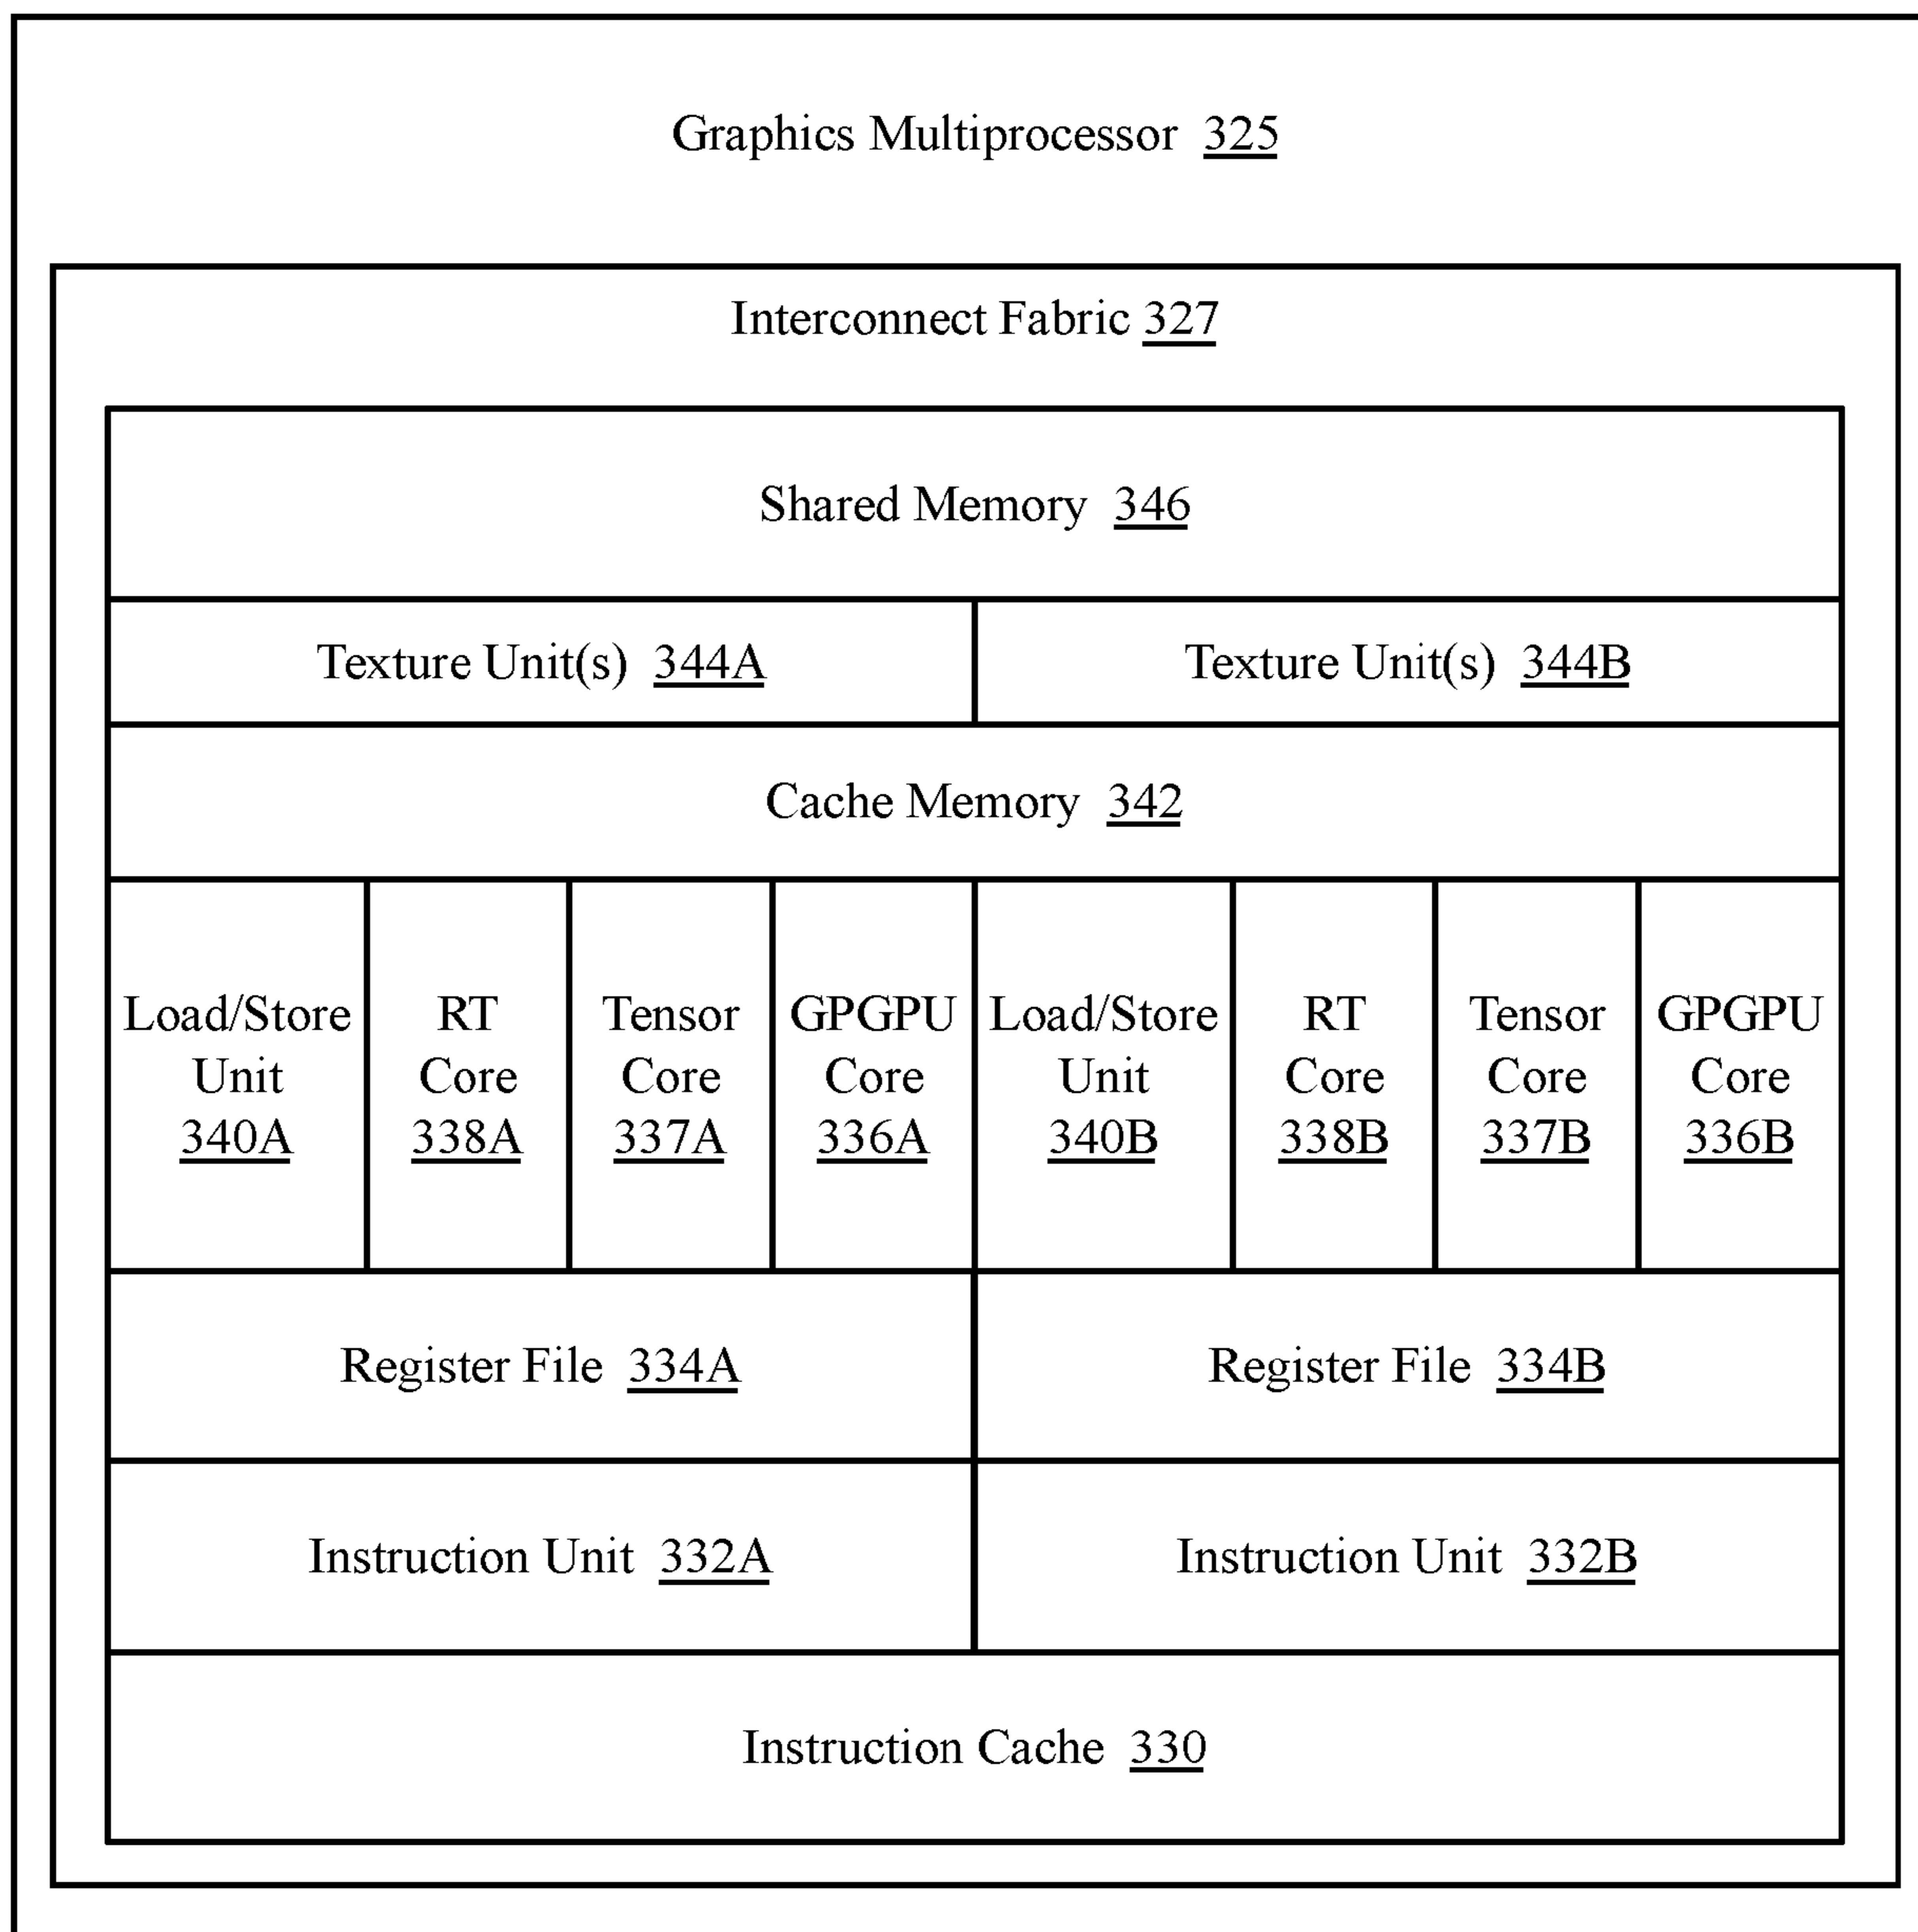 Graphics Multiprocessor 325
Interconnect Fabric 327
Shared Memory 346
Texture Unit(s) 344A
Texture Unit(s) 344B
Cache Memory 342
Load/Store
Unit
340A
RT
Core
338A
Tensor
Core
337A
GPGPU
Core
336A
Load/Store
Unit
340B
RT
Core
338B
Tensor
Core
337B
GPGPU
Core
336B
Register File 334A
Register File 334B
Instruction Unit 332A
Instruction Unit 332B
Instruction Cache 330